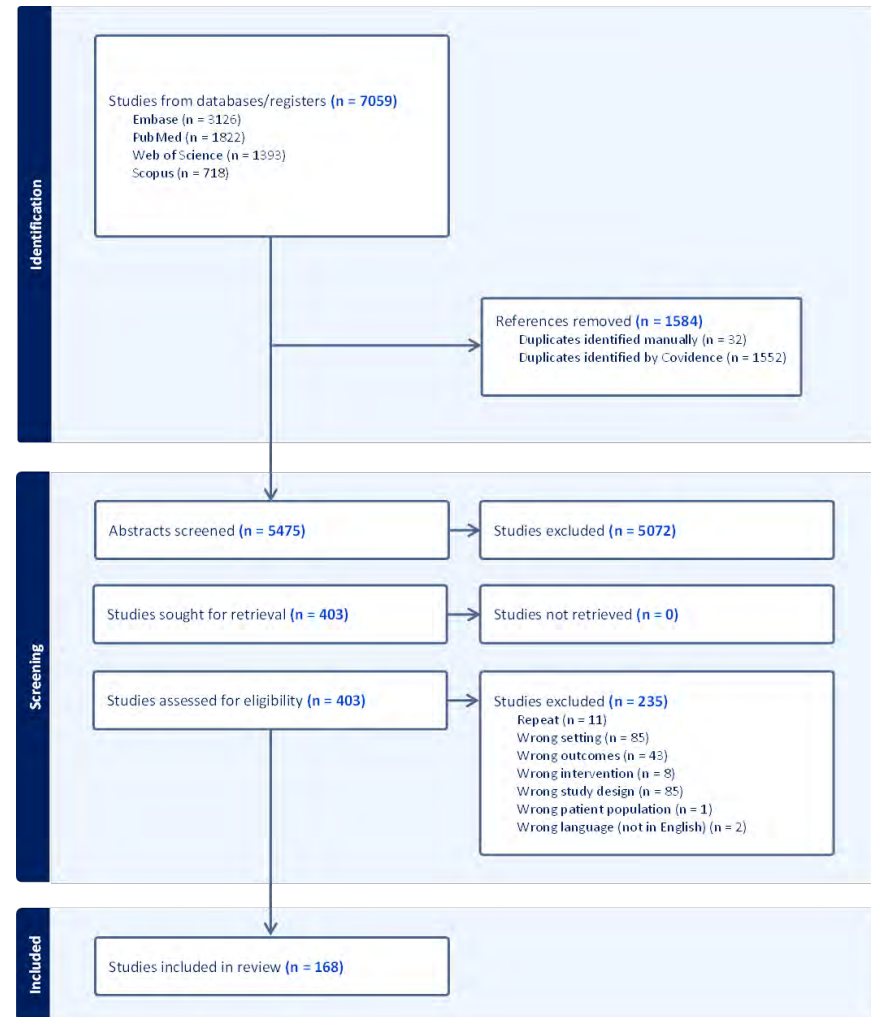 Identification
Studies from databases/registers (n = 7059)
Embase (n = 3126)
PubMed (n = 1822)
Web of Science (n = 1393)
Scopus (n = 718)
References removed (n = 1584)
Duplicates identified manually (n = 32)
Duplicates identified by Covidence (n = 1552)
Screening
Abstracts screened (n = 5475)
Studies excluded (n = 5072)
Studies sought for retrieval (n = 403)
Studies not retrieved (n = 0)
Studies assessed for eligibility (n = 403)
Studies excluded (n = 235)
Repeat (n = 11)
Wrong setting (n = 85)
Wrong outcomes (n = 43)
Wrong intervention (n = 8)
Wrong study design (n = 85)
Wrong patient population (n = 1)
Wrong language (not in English) (n = 2)
Included
Studies included in review (n = 168)